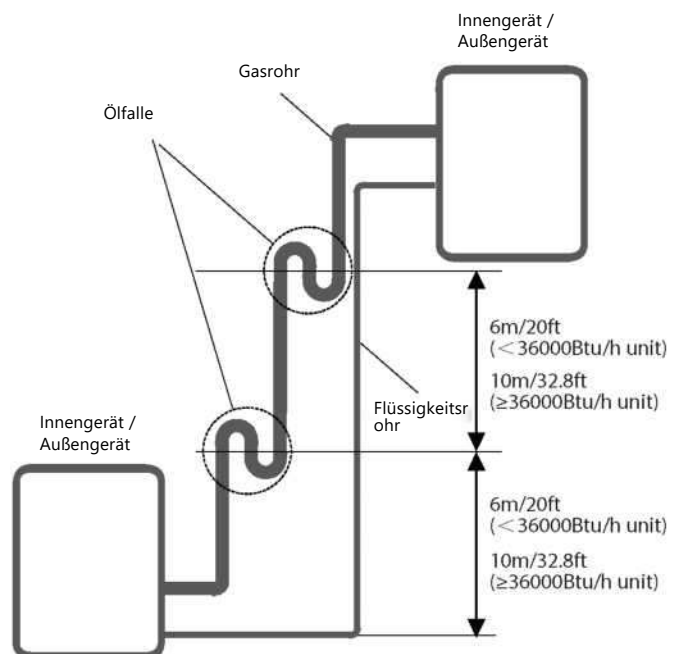 Innengerät /
Außengerät
Gasrohr
Ölfalle
6m/20ft
(<36000Btu/h unit)
10m/32.8ft
(≥36000Btu/h unit)
Flüssigkeitsr
ohr
Innengerät /
Außengerät
6m/20ft
(<36000Btu/h unit)
10m/32.8ft
(≥36000Btu/h unit)